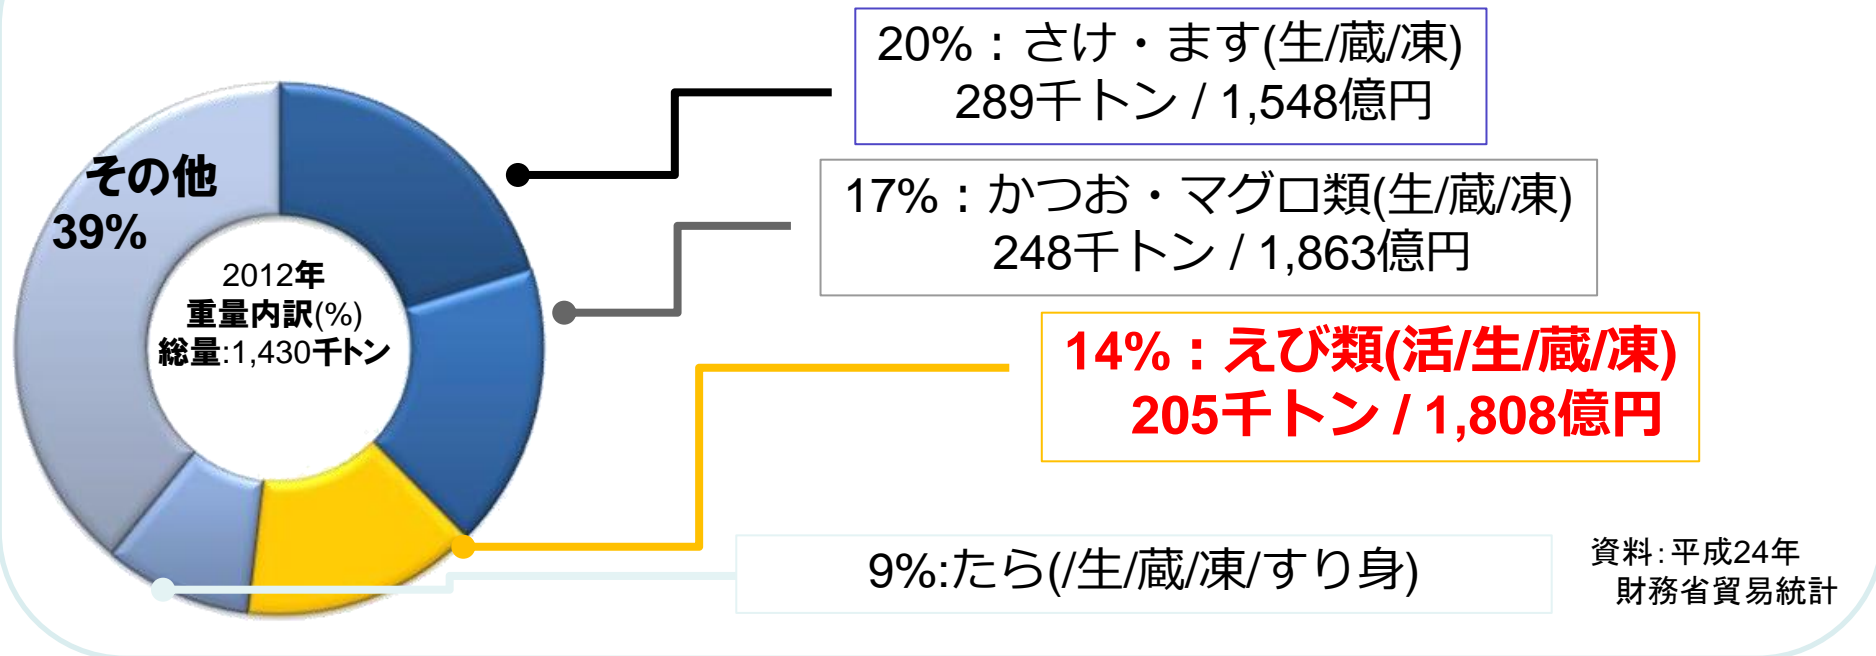 20%：さけ・ます(生/蔵/凍)
289千トン / 1,548億円
17%：かつお・マグロ類(生/蔵/凍)
248千トン / 1,863億円
14%：えび類(活/生/蔵/凍)
205千トン / 1,808億円
9%:たら(/生/蔵/凍/すり身)
その他
39%
2012年
重量内訳(%)
総量:1,430千トン
資料：平成24年
財務省貿易統計